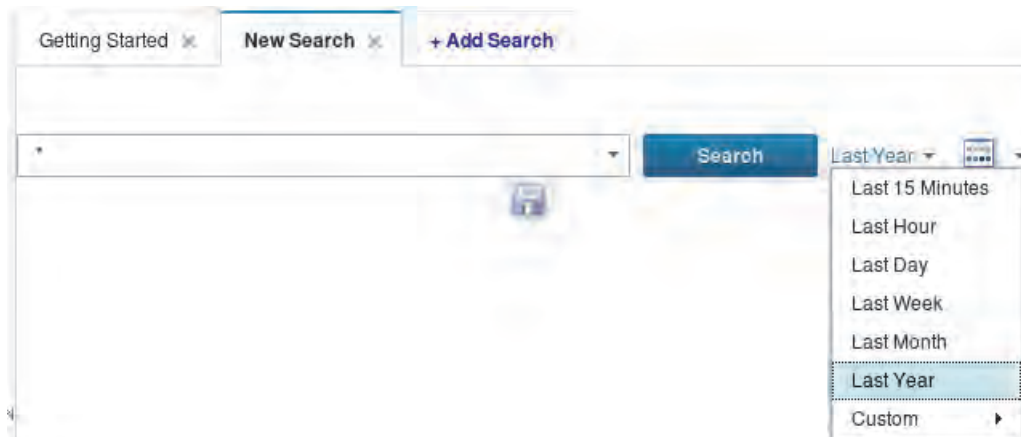 Getting Started × New Search × + Add Search
* Search Last Year
Last 15 Minutes
Last Hour
Last Day
Last Week
Last Month
Last Year
Custom